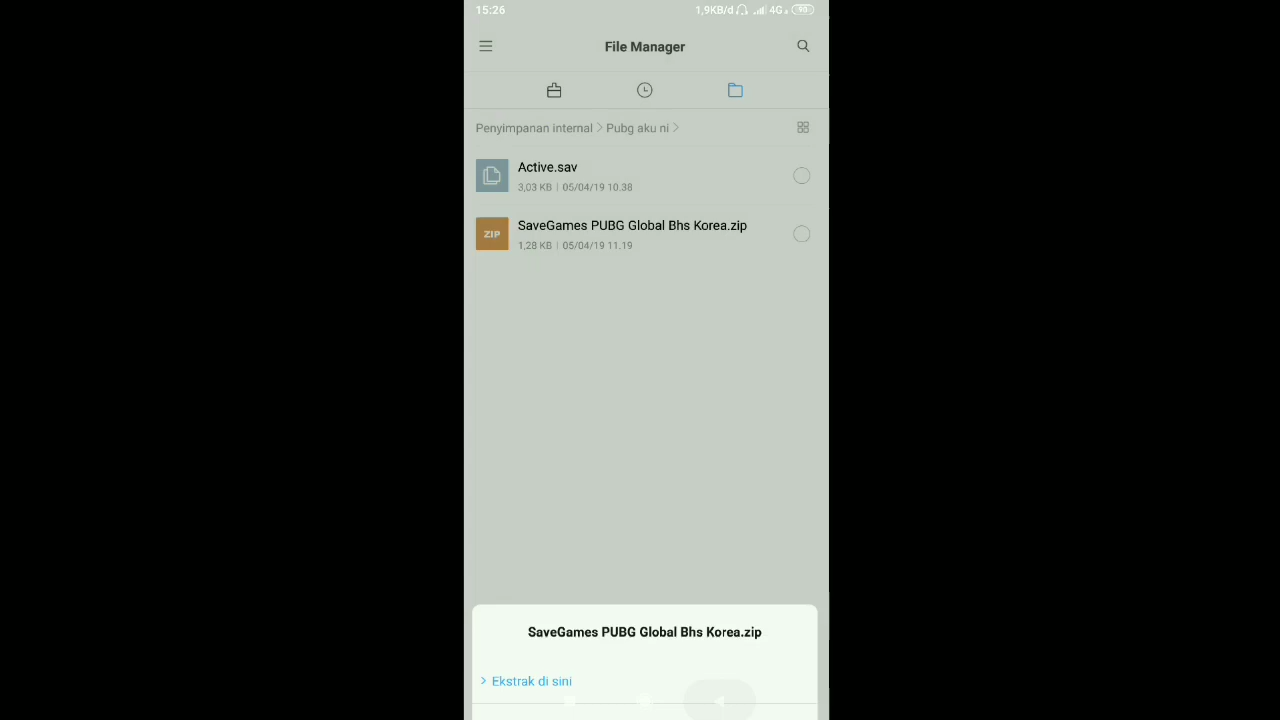 15:26
1,9KB/d 4G 90
File Manager
Penyimpanan internal > Pubg aku ni >
Active.sav
3,03 KB | 05/04/19 10.38
ZIP
SaveGames PUBG Global Bhs Korea.zip
1,28 KB | 05/04/19 11.19
SaveGames PUBG Global Bhs Korea.zip
> Ekstrak di sini